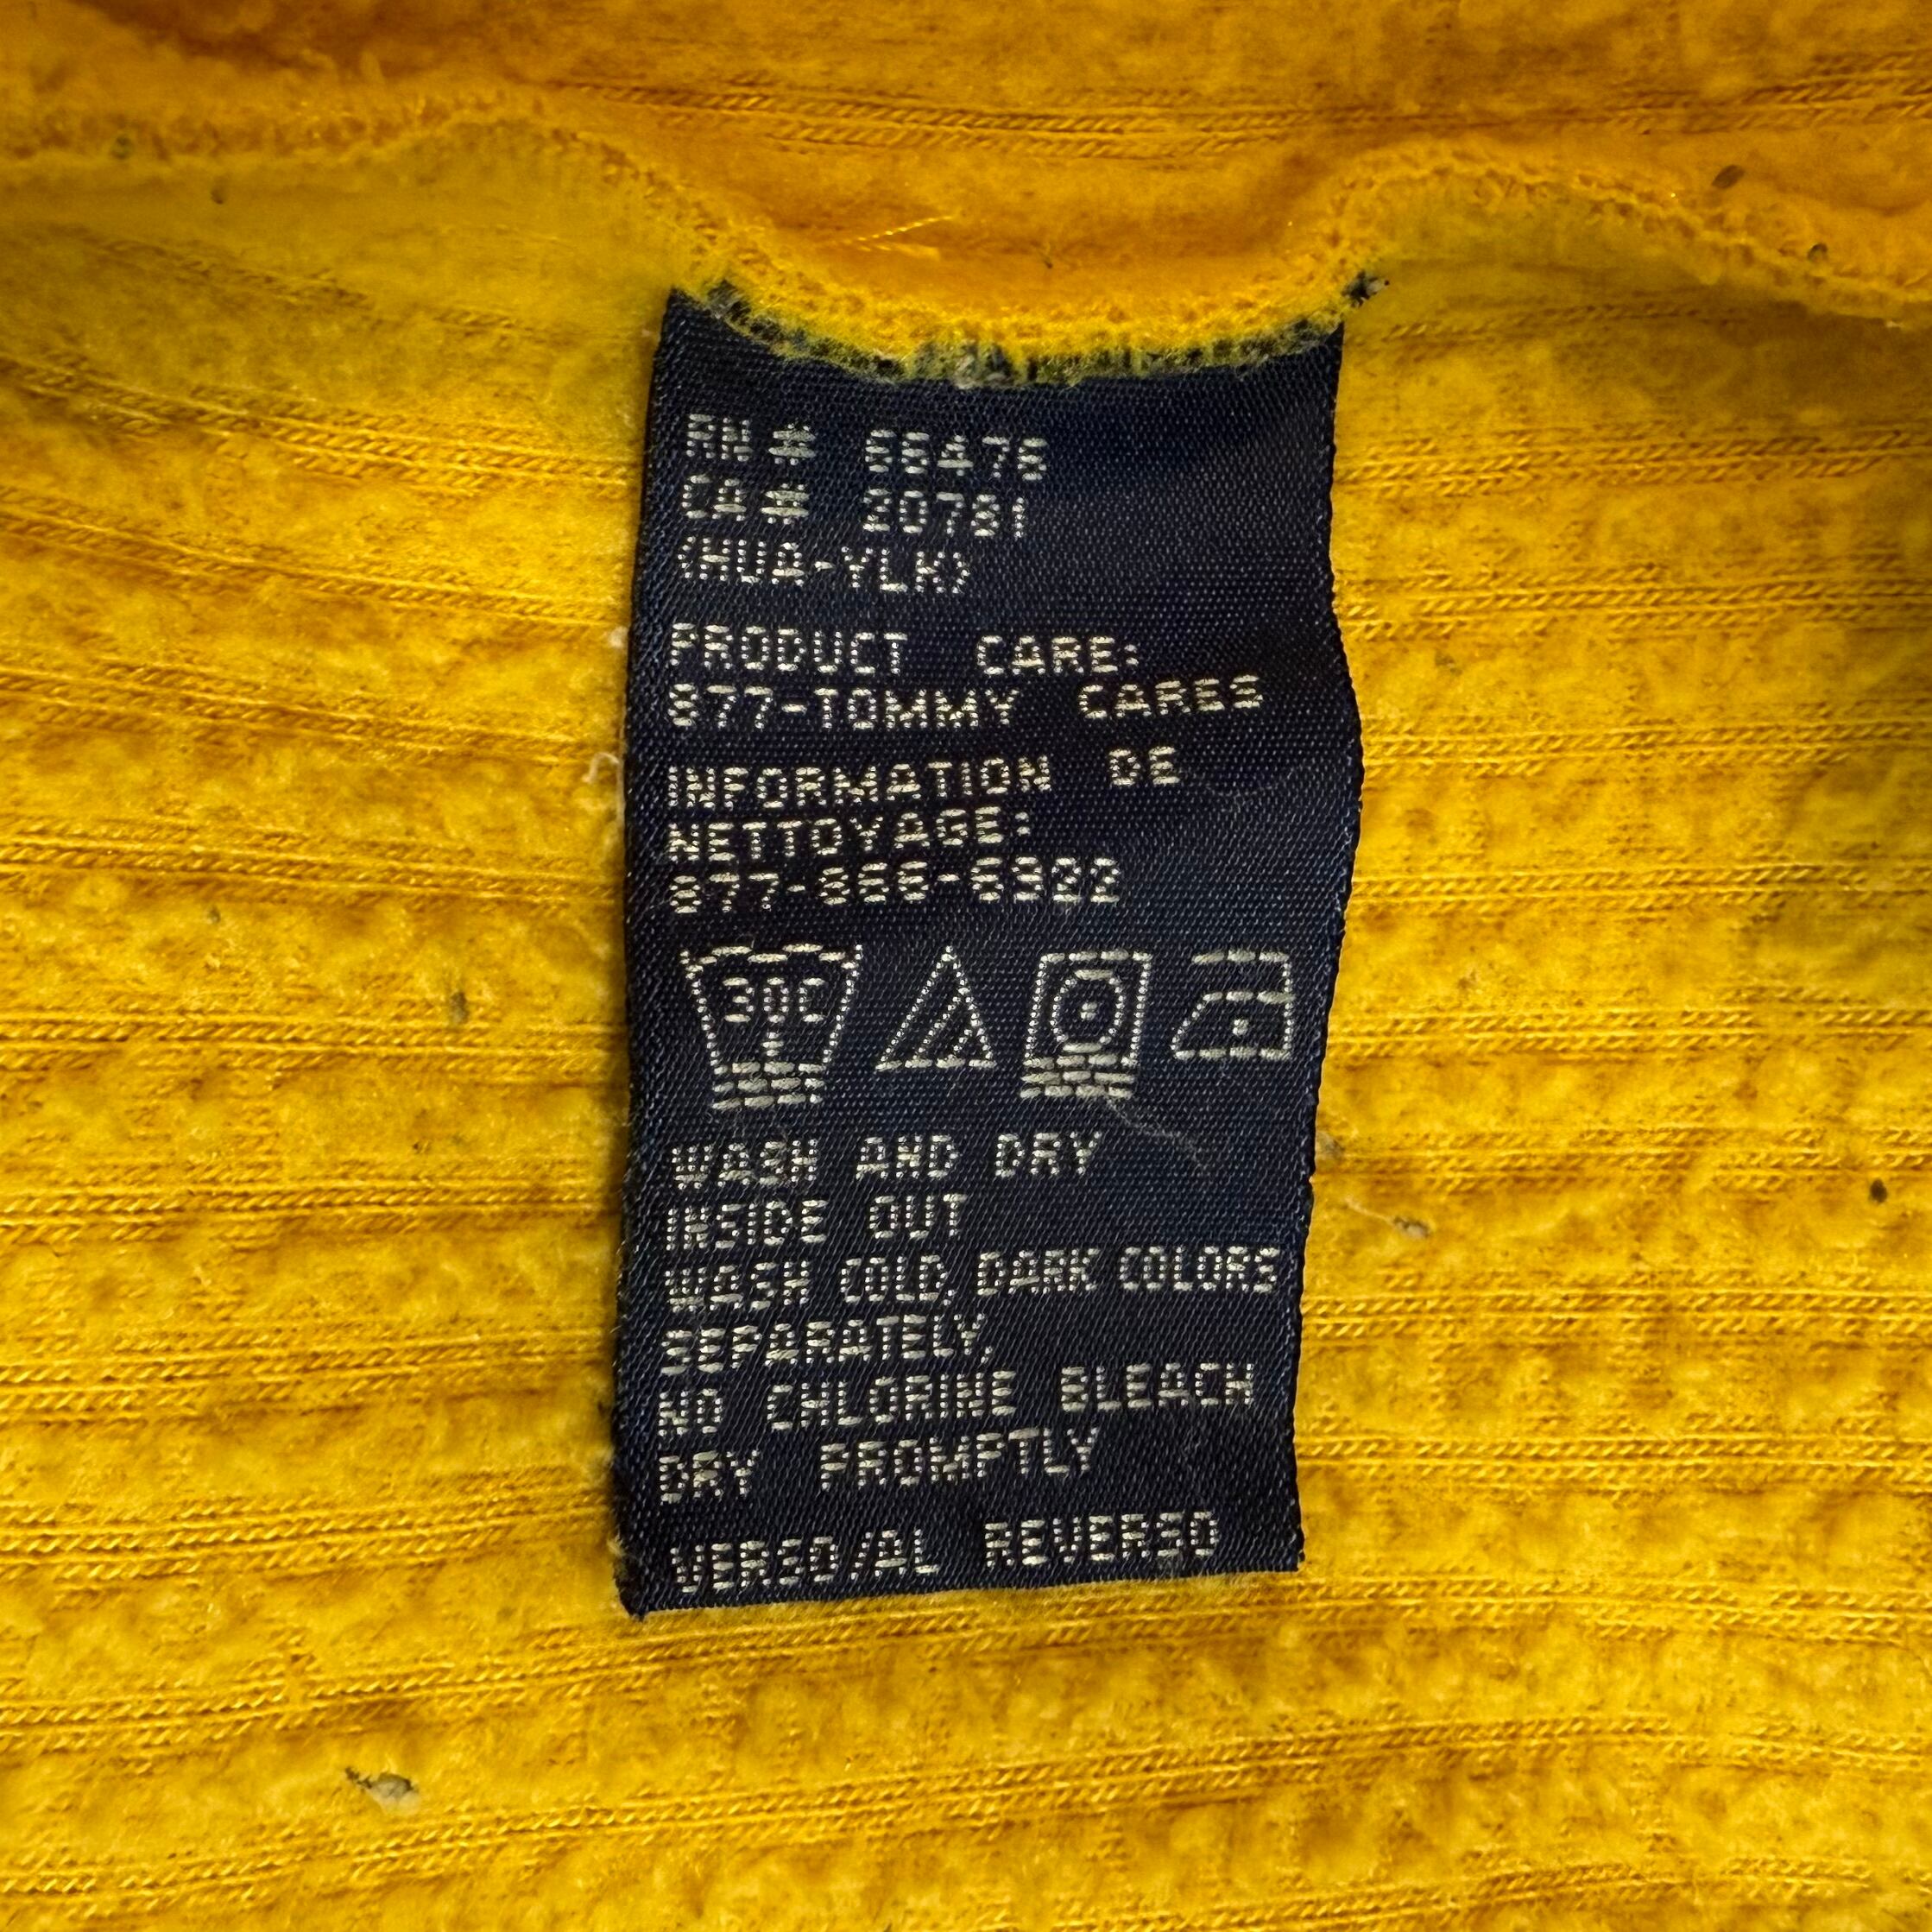 RN # 66476
CA# 20781
(HUA-YLK)
PRODUCT CARE:
877-TOMMY CARES
INFORMATION DE
NETTOYAGE:
877-866-6922
30C
WASH AND DRY
INSIDE OUT
WASH COLD, DARK COLORS
SEPARATELY,
NO CHLORINE BLEACH
DRY PROMPTLY
VERSO/AL REVERSO